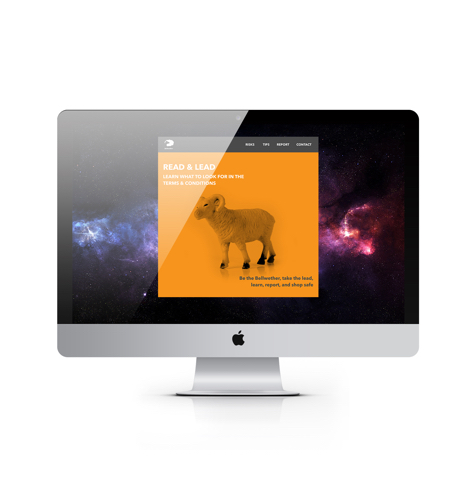 RISKS TIPS REPORT CONTACT
READ & LEAD
LEARN WHAT TO LOOK FOR IN THE
TERMS & CONDITIONS
Be the Bellwether, take the lead,
learn, report, and shop safe